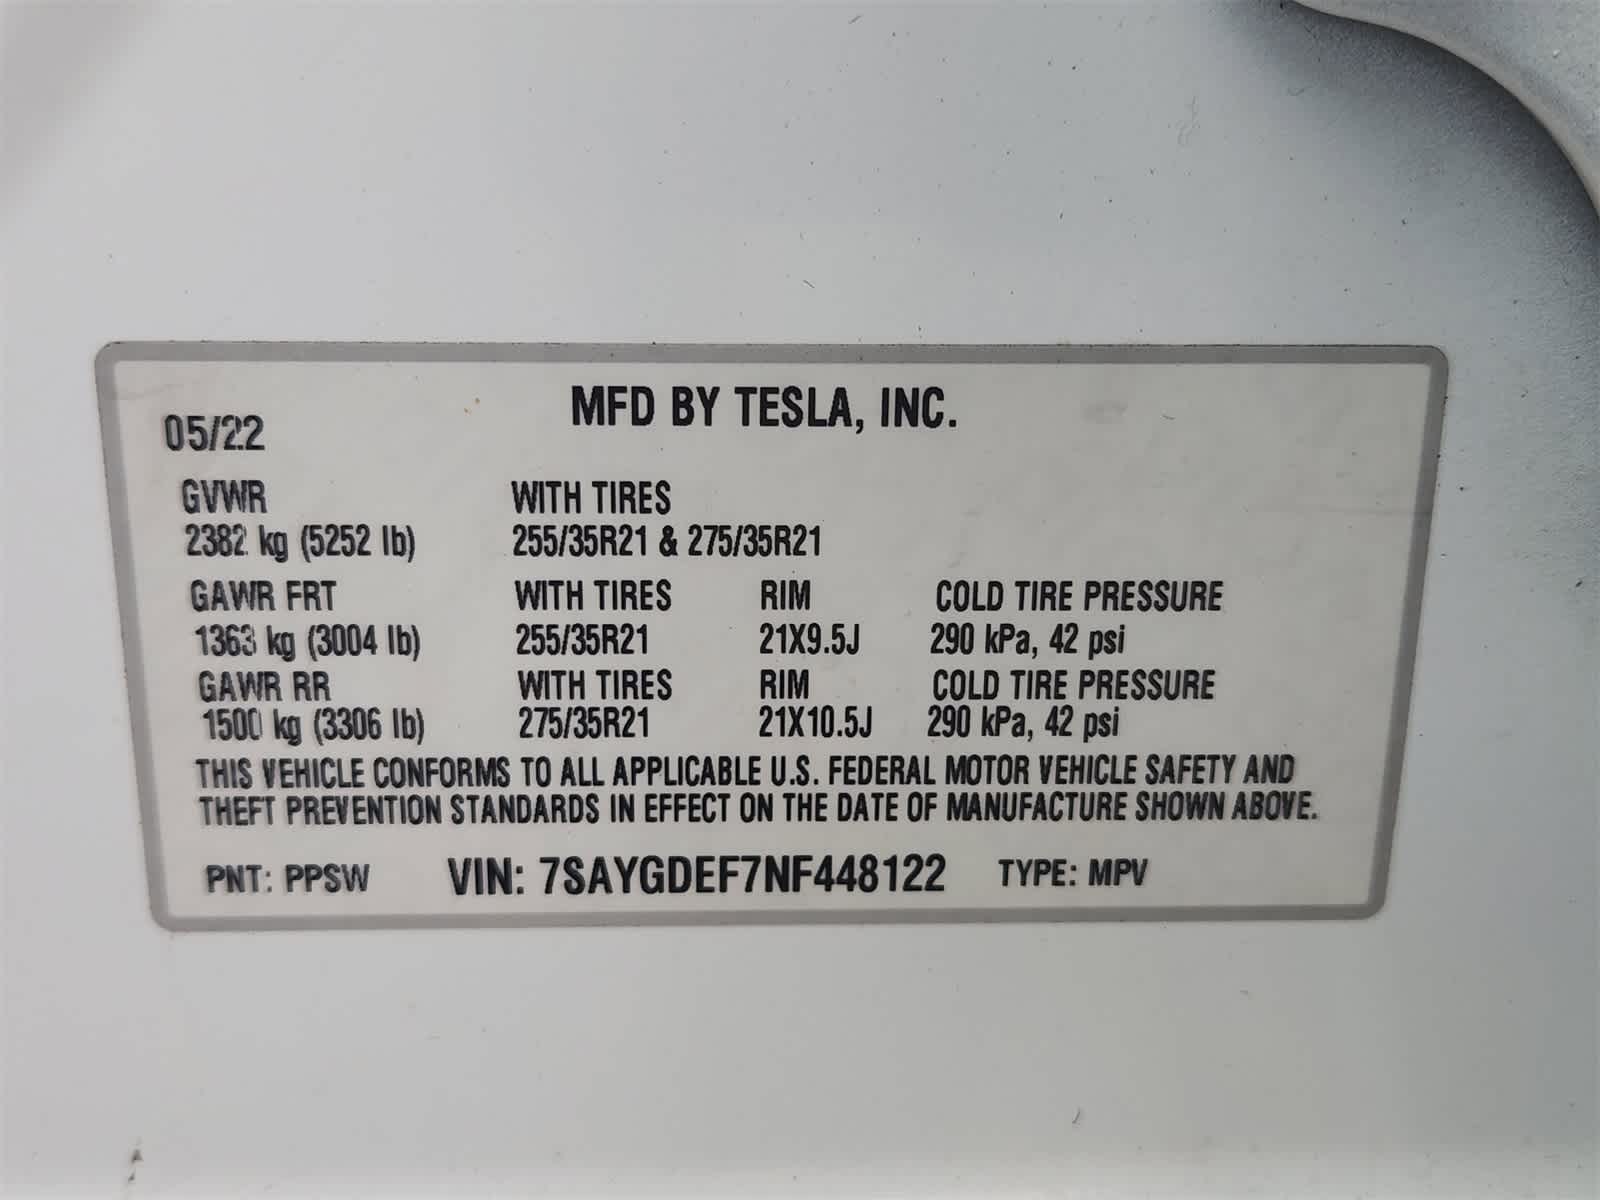 MFD BY TESLA, INC.
05/22
GVWR WITH TIRES
2382 kg (5252 lb) 255/35R21 & 275/35R21
GAWR FRT WITH TIRES RIM COLD TIRE PRESSURE
1363 kg (3004 lb) 255/35R21 21X9.5J 290 kPa, 42 psi
GAWR RR WITH TIRES RIM COLD TIRE PRESSURE
1500 kg (3306 lb) 275/35R21 21X10.5J 290 kPa, 42 psi
THIS VEHICLE CONFORMS TO ALL APPLICABLE U.S. FEDERAL MOTOR VEHICLE SAFETY AND
THEFT PREVENTION STANDARDS IN EFFECT ON THE DATE OF MANUFACTURE SHOWN ABOVE.
PNT: PPSW VIN: 7SAYGDEF7NF448122 TYPE: MPV